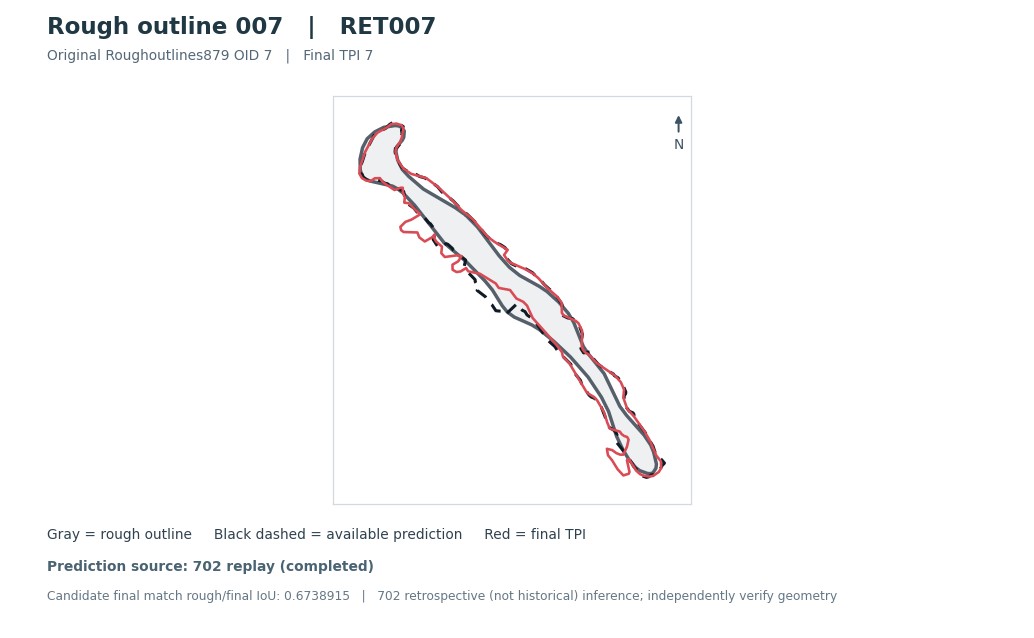 Rough outline 007   |   RET007
Original Roughoutlines879 OID 7   |   Final TPI 7
N
Gray = rough outline     Black dashed = available prediction     Red = final TPI
Prediction source: 702 replay (completed)
Candidate final match rough/final IoU: 0.6738915   |   702 retrospective (not historical) inference; independently verify geometry